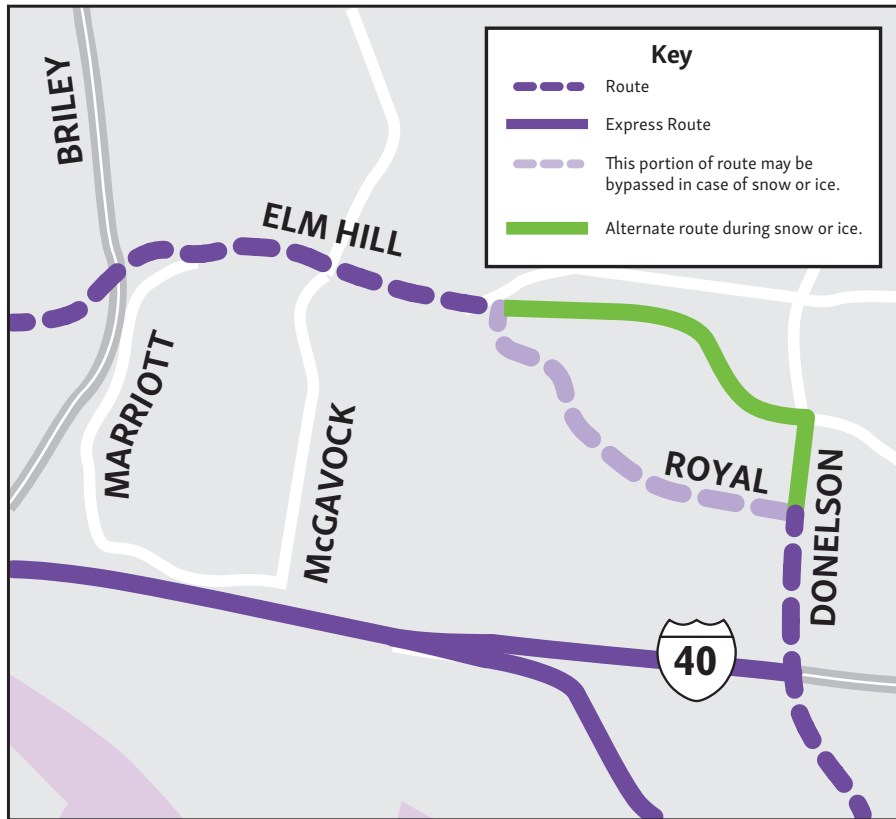 Key
Route
Express Route
This portion of route may be
bypassed in case of snow or ice.
Alternate route during snow or ice.
BRILEY
ELM HILL
MARRIOTT
McGAVOCK
ROYAL
DONELSON
40